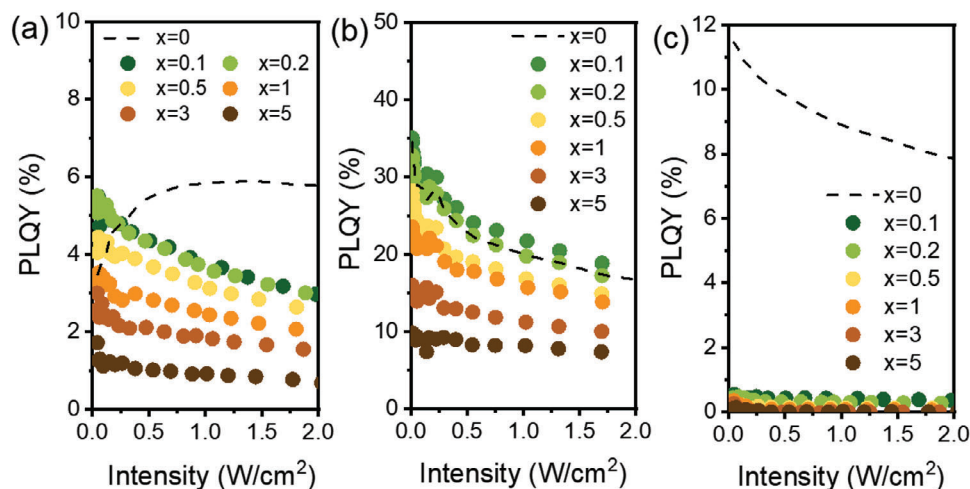 (a)
PLQY (%)
10
8
6
4
2
0
x=0
x=0.1 x=0.2
x=0.5 x=1
x=3 x=5
0.0 0.5 1.0 1.5 2.0
Intensity (W/cm²)
(b)
PLQY (%)
50
40
30
20
10
0
x=0
x=0.1
x=0.2
x=0.5
x=1
x=3
x=5
0.0 0.5 1.0 1.5 2.0
Intensity (W/cm²)
(c)
PLQY (%)
12
10
8
6
4
2
0
x=0
x=0.1
x=0.2
x=0.5
x=1
x=3
x=5
0.0 0.5 1.0 1.5 2.0
Intensity (W/cm²)